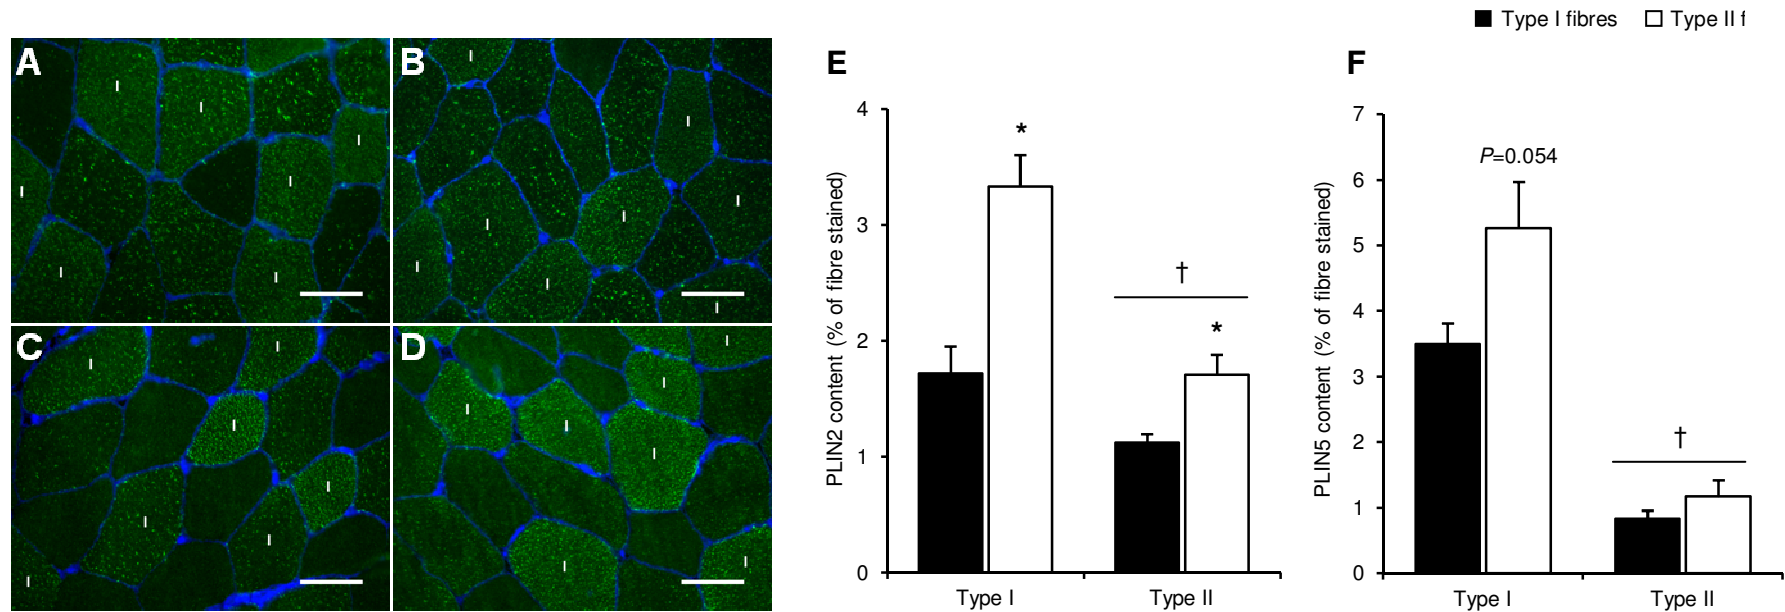 Type I fibres Type II f
A
B
C
D
I I I I I I I I
I I I I I I I I I
I I I I I I I
I I I I I I I I
E
PLIN2 content (% of fibre stained)
4
3
2
1
0
*
†
*
Type I Type II
F
PLIN5 content (% of fibre stained)
7
6
5
4
3
2
1
0
P=0.054
†
Type I Type II